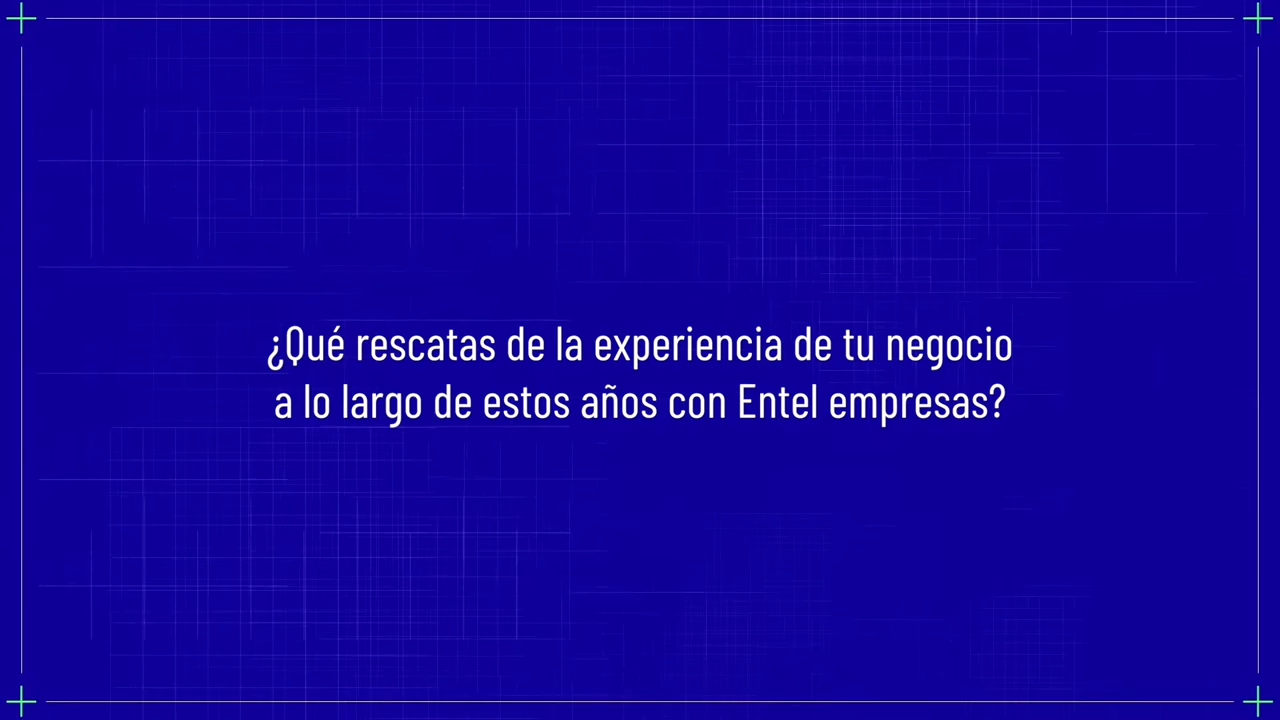 ¿Qué rescatas de la experiencia de tu negocio
a lo largo de estos años con Entel empresas?